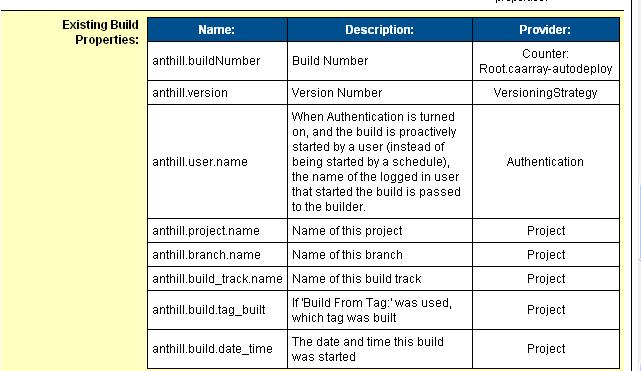 properties.
Existing Build
Properties:
Name: Description: Provider:
anthill.buildNumber Build Number Counter:
Root.caarray-autodeploy
anthill.version Version Number VersioningStrategy
anthill.user.name
When Authentication is turned
on, and the build is proactively
started by a user (instead of
being started by a schedule),
the name of the logged in user
that started the build is passed
to the builder.
Authentication
anthill.project.name Name of this project Project
anthill.branch.name Name of this branch Project
anthill.build_track.name Name of this build track Project
anthill.build.tag_built
If 'Build From Tag:' was used,
which tag was built
Project
anthill.build.date_time
The date and time this build
was started
Project